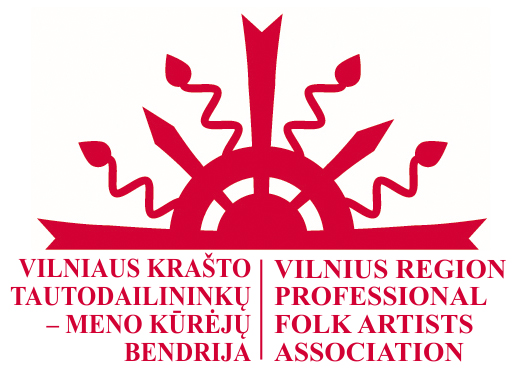 VILNIAUS KRAŠTO
TAUTODAILININKŲ
– MENO KŪRĖJŲ
BENDRIJA
VILNIUS REGION
PROFESSIONAL
FOLK ARTISTS
ASSOCIATION